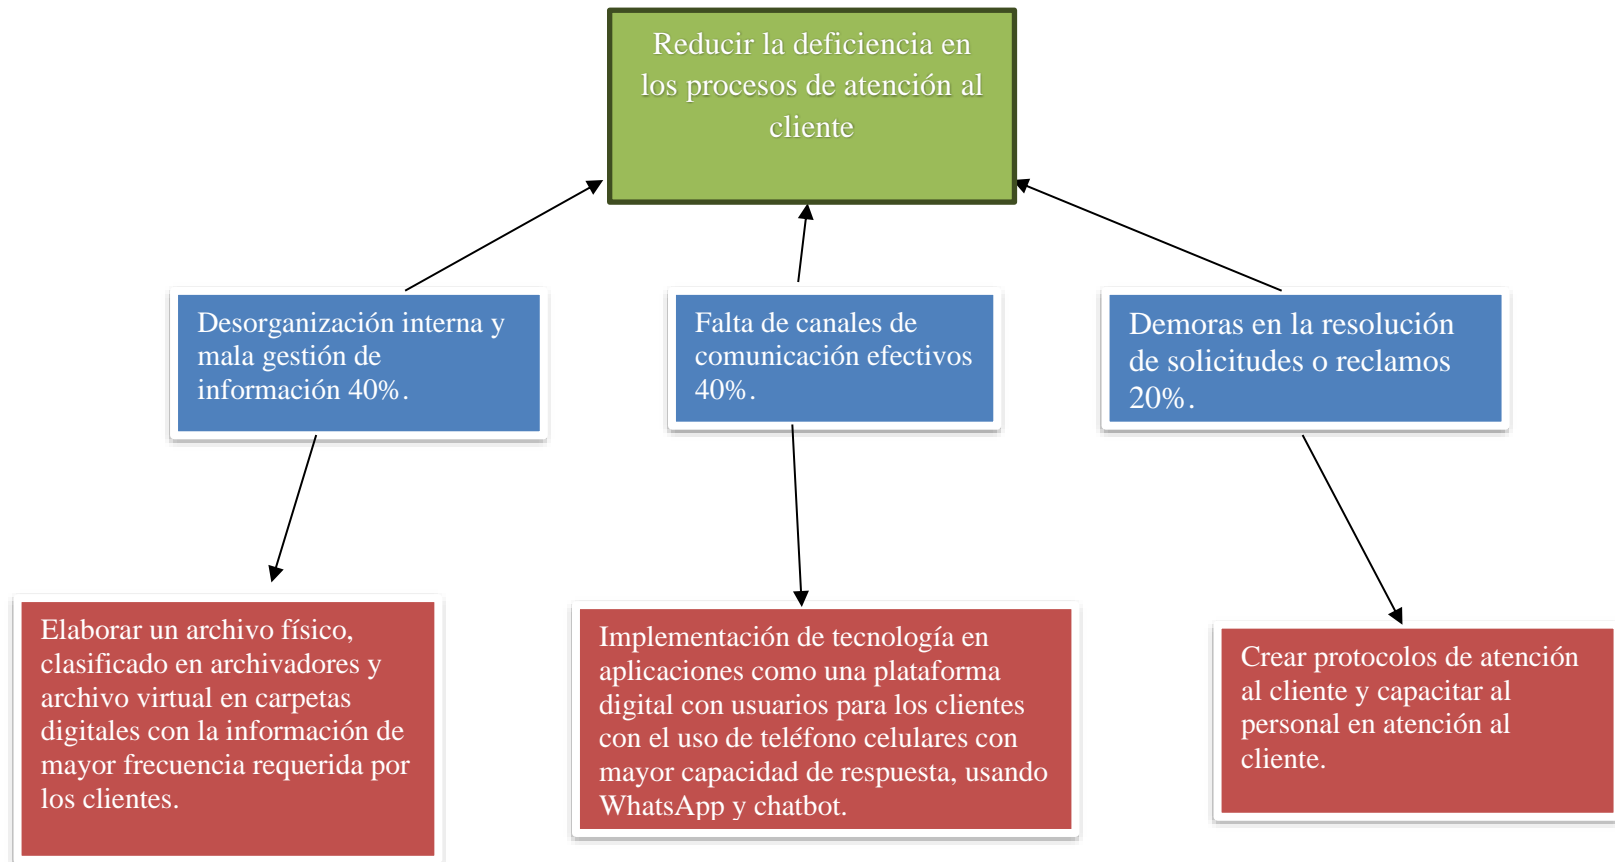 Reducir la deficiencia en
los procesos de atención al
cliente
Desorganización interna y
mala gestión de
información 40%.
Falta de canales de
comunicación efectivos
40%.
Demoras en la resolución
de solicitudes o reclamos
20%.
Elaborar un archivo físico,
clasificado en archivadores y
archivo virtual en carpetas
digitales con la información de
mayor frecuencia requerida por
los clientes.
Implementación de tecnología en
aplicaciones como una plataforma
digital con usuarios para los clientes
con el uso de teléfono celulares con
mayor capacidad de respuesta, usando
WhatsApp y chatbot.
Crear protocolos de atención
al cliente y capacitar al
personal en atención al
cliente.